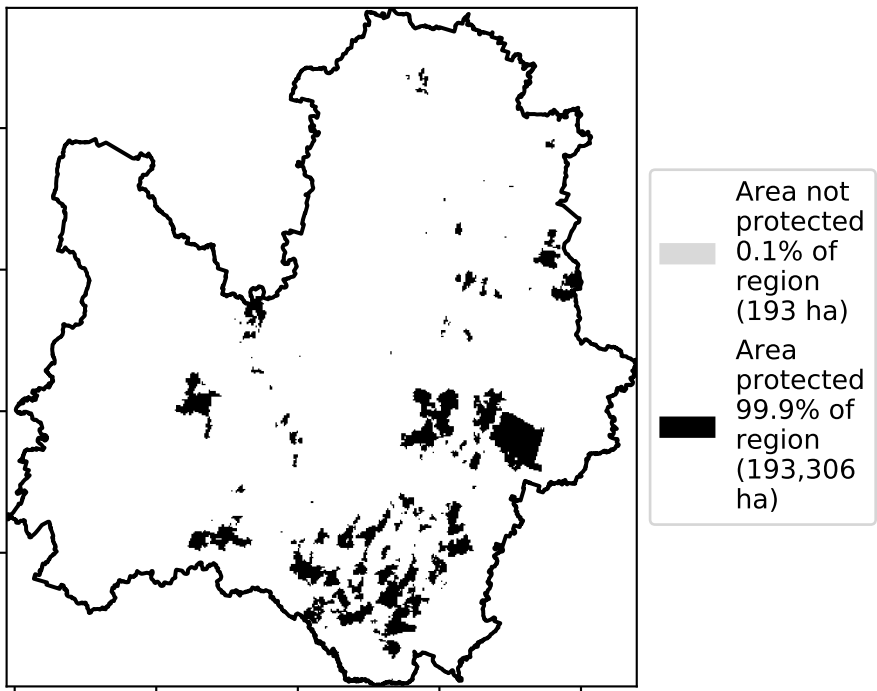 Area not
protected
0.1% of
region
(193 ha)
Area
protected
99.9% of
region
(193,306
ha)